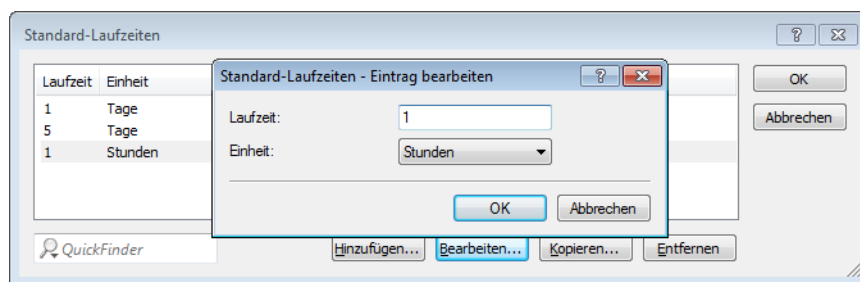 Standard-Laufzeiten
Standard-Laufzeiten - Eintrag bearbeiten
Laufzeit Einheit
OK
1 Tage
Laufzeit: 1
Abbrechen
5 Tage
1 Stunden
Einheit: Stunden
OK Abbrechen
QuickFinder
Hinzufügen... Bearbeiten... Kopieren... Entfernen